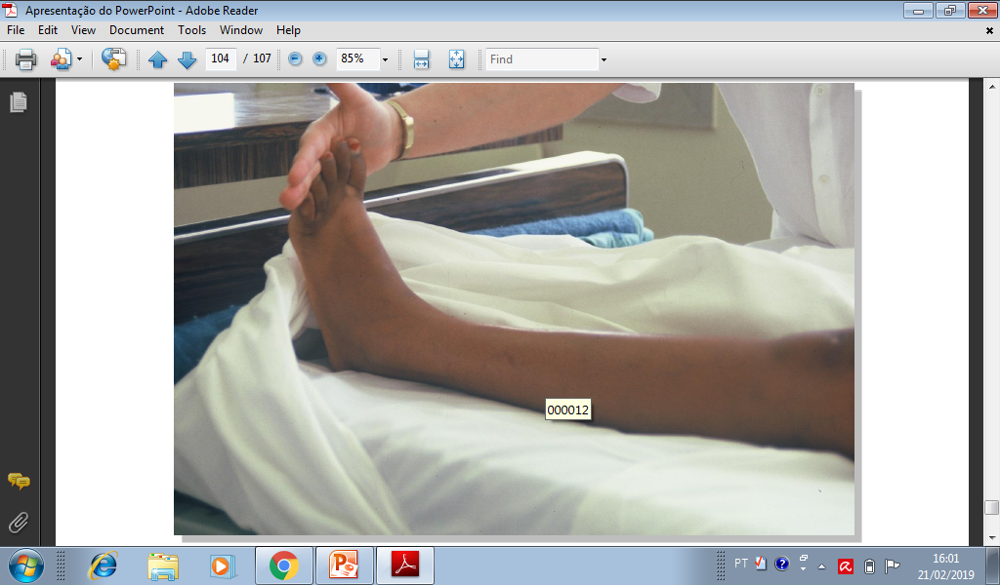 Apresentação do PowerPoint - Adobe Reader
File Edit View Document Tools Window Help
104 / 107 85% Find
000012
PT 16:01
21/02/2019